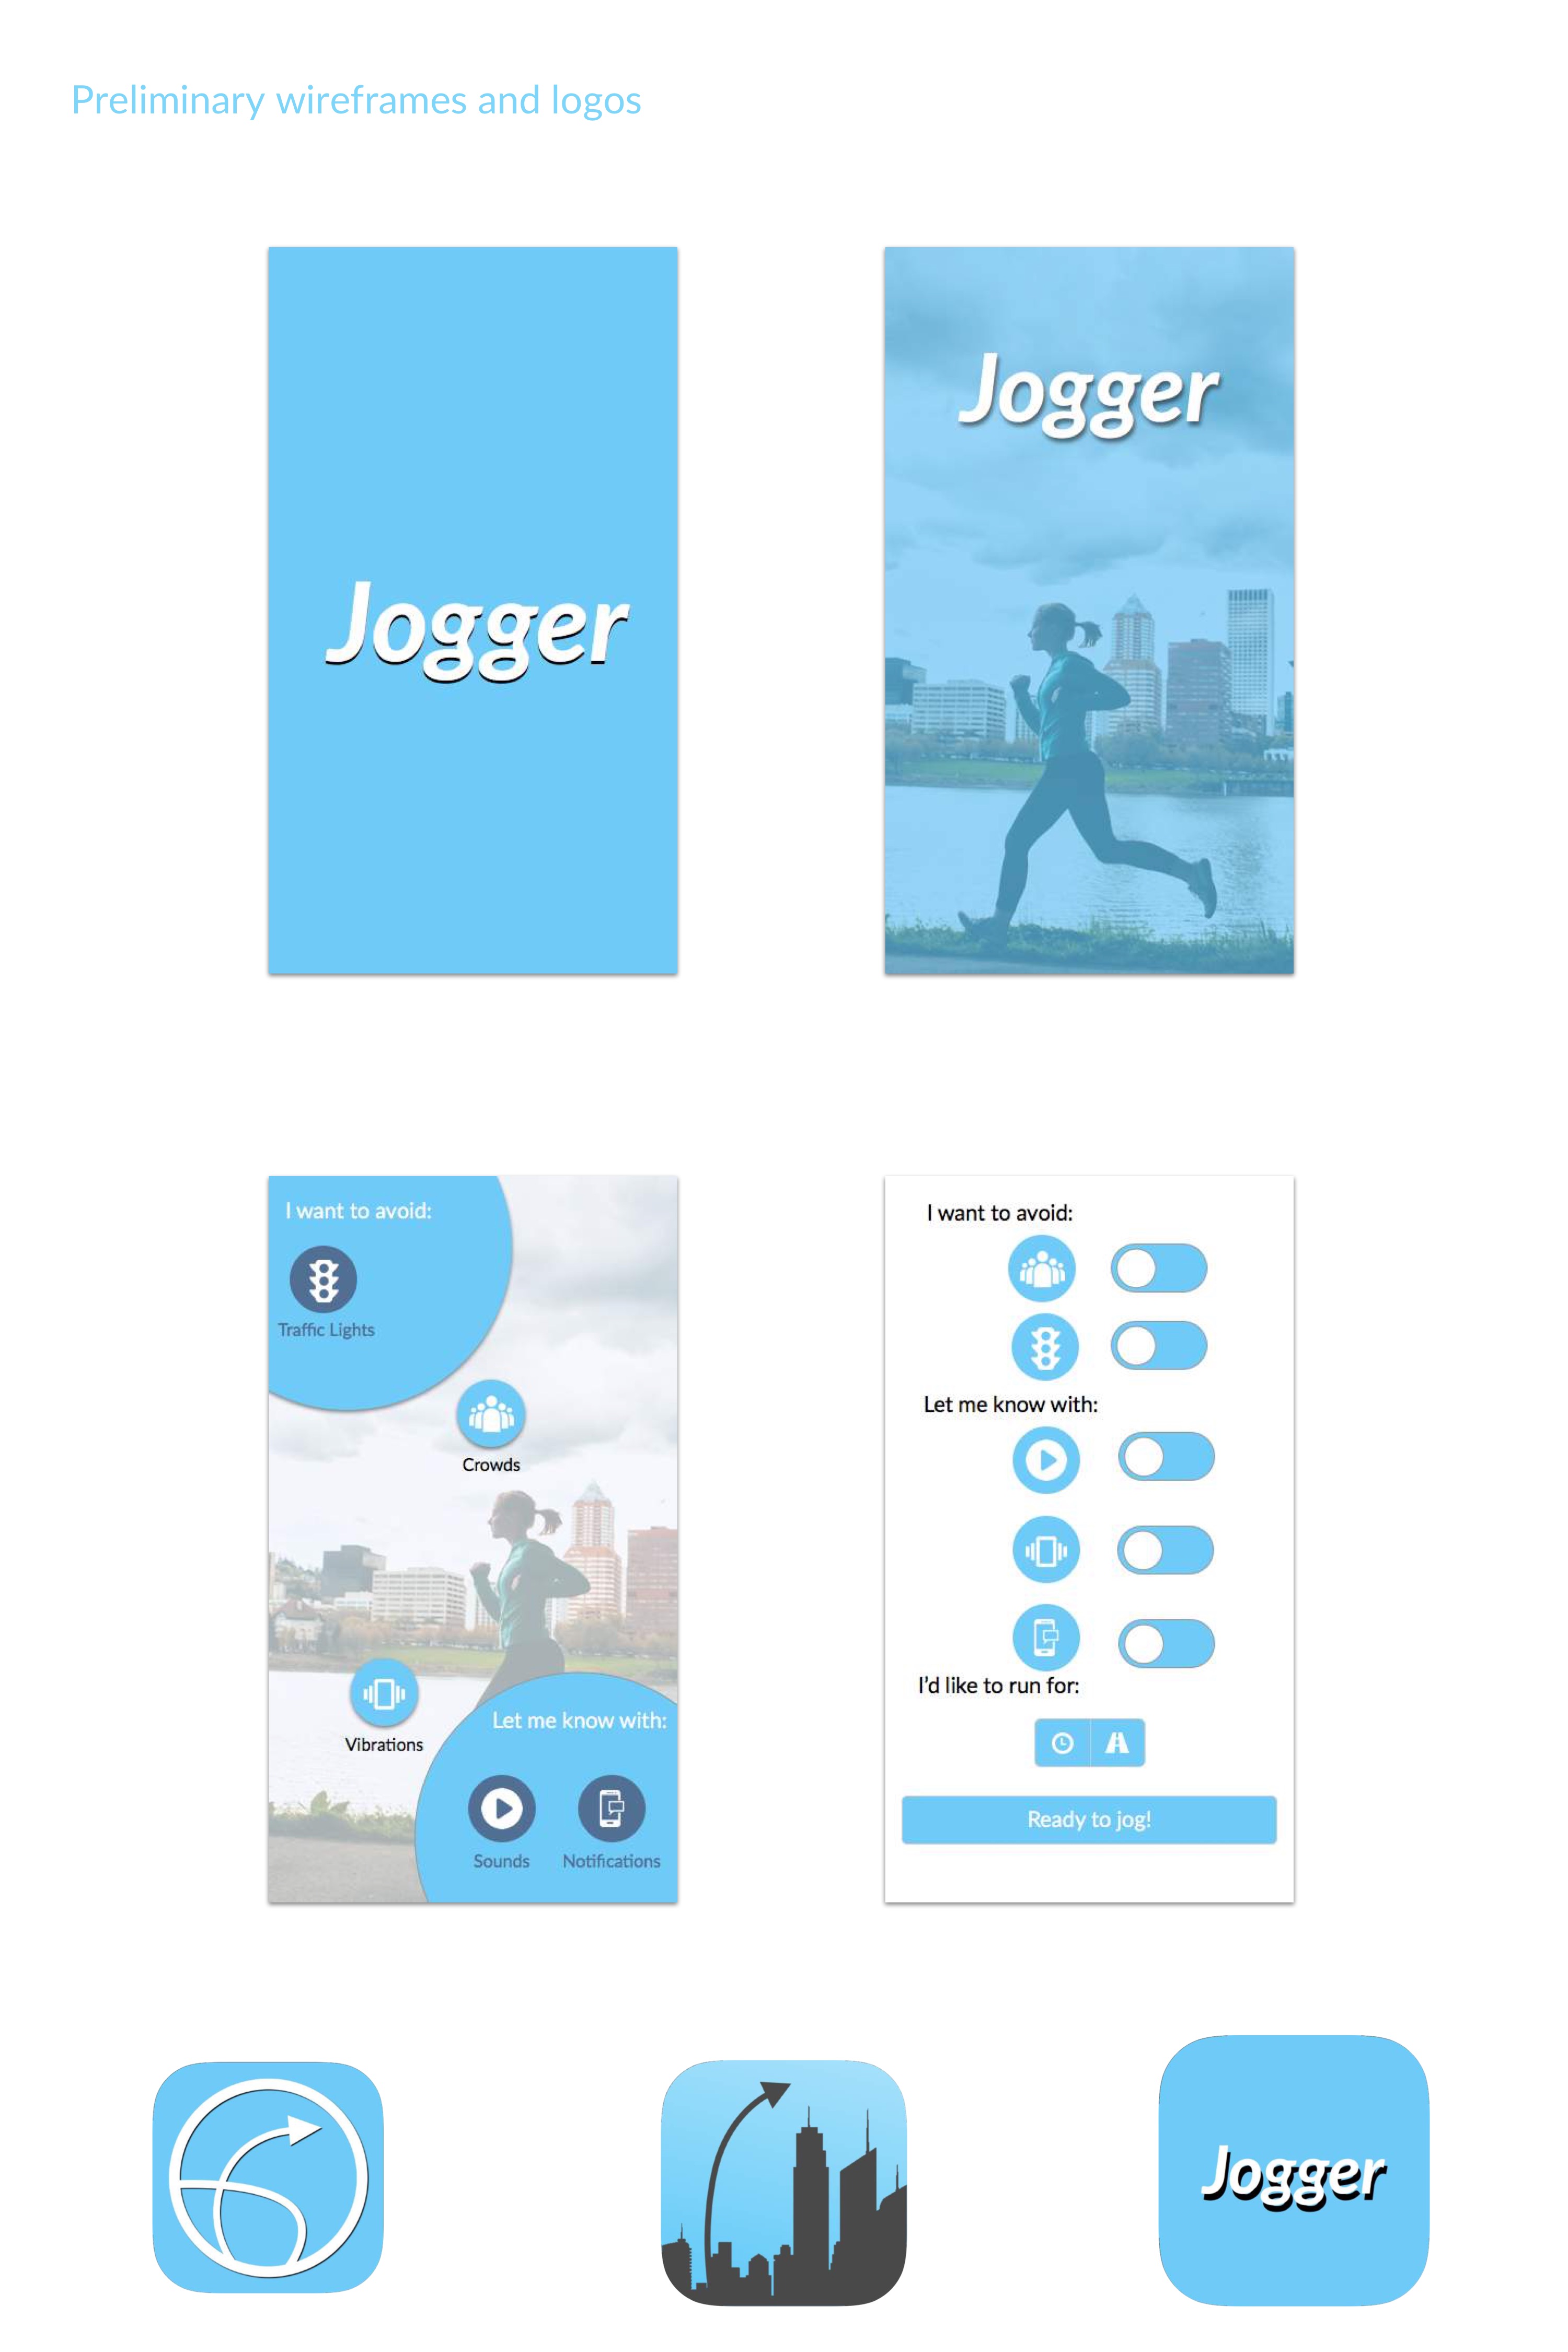 Preliminary wireframes and logos
Jogger
Jogger
I want to avoid:
Traffic Lights
Crowds
Vibrations
Let me know with:
Sounds
Notifications
I want to avoid:
Let me know with:
I'd like to run for:
Ready to jog!
Jogger